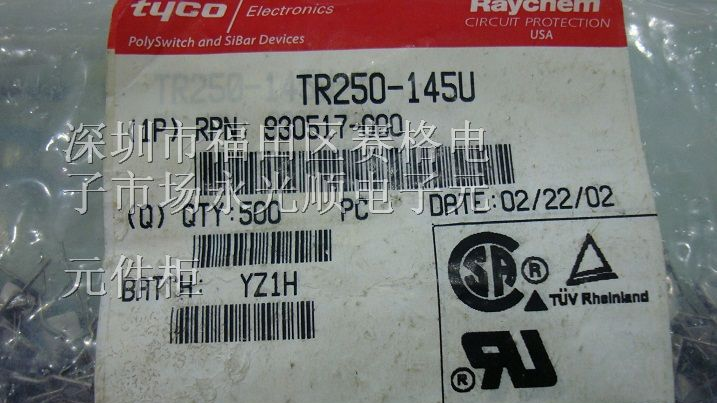 tyco Electronics
Raychem
CIRCUIT PROTECTION
USA
PolySwitch and SiBar Devices
TR250-145U
(1P) RPN
深圳市福田区赛格电
子市场永光顺电子元
(Q) QTY:500 PC DATE:02/22/02
元件柜
BATCH: YZ1H
SA ®
TÜV Rheinland
RU ®